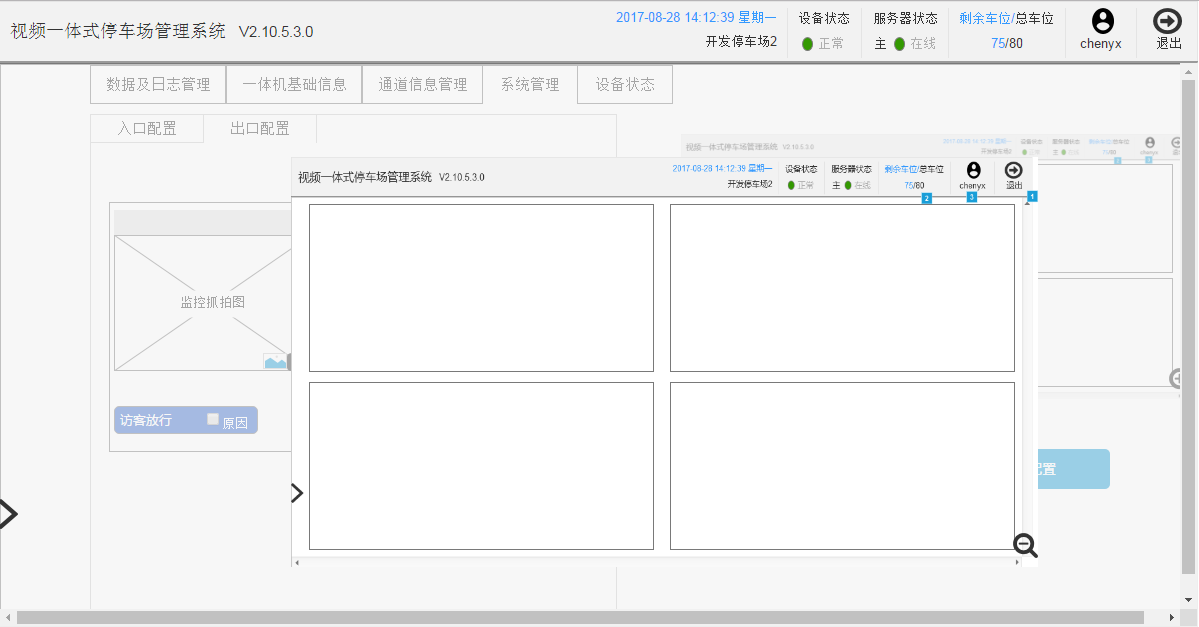 视频一体式停车场管理系统 V2.10.5.3.0
2017-08-28 14:12:39 星期一
开发停车场2
设备状态
正常
服务器状态
主 在线
剩余车位/总车位
75/80
chenyx
退出
数据及日志管理
一体机基础信息
通道信息管理
系统管理
设备状态
入口配置
出口配置
视频一体式停车场管理系统 V2.10.5.3.0
2017-08-28 14:12:39 星期一
开发停车场2
设备状态
正常
服务器状态
主 在线
剩余车位/总车位
75/80
chenyx
退出
视频一体式停车场管理系统 V2.10.5.3.0
2017-08-28 14:12:39 星期一
开发停车场2
设备状态
正常
服务器状态
主 在线
剩余车位/总车位
75/80
chenyx
退出
2
3
1
监控抓拍图
访客放行
原因
配置